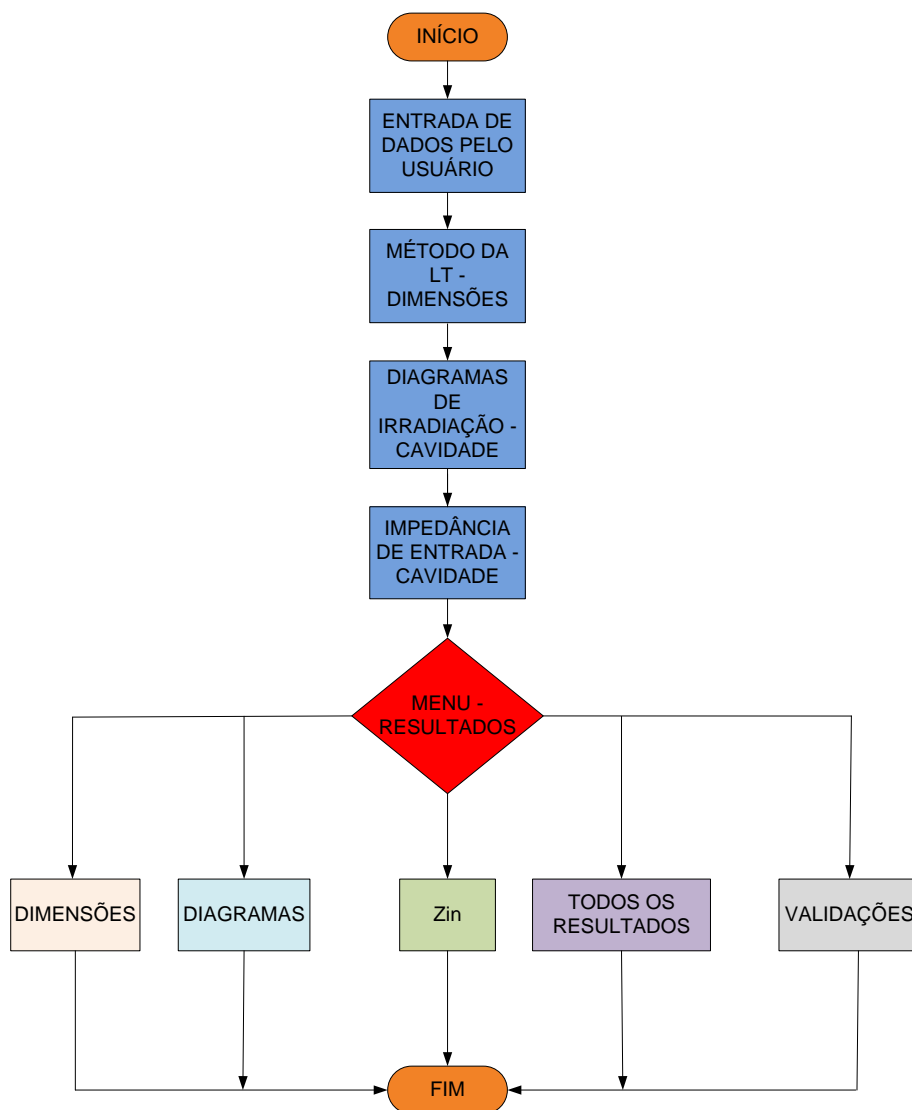 INÍCIO
ENTRADA DE
DADOS PELO
USUÁRIO
MÉTODO DA
LT -
DIMENSÕES
DIAGRAMAS
DE
IRRADIAÇÃO -
CAVIDADE
IMPEDÂNCIA
DE ENTRADA -
CAVIDADE
MENU -
RESULTADOS
DIMENSÕES
DIAGRAMAS
Zin
TODOS OS
RESULTADOS
VALIDAÇÕES
FIM